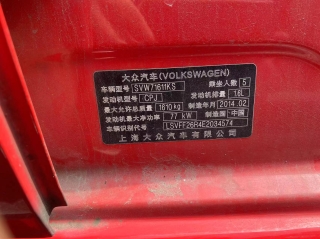 大众汽车(VOLKSWAGEN)
车辆型号 SVW71611KS 乘坐人数 5
发动机型号 CPJ 发动机排量 1.6L
最大允许总质量 1610 kg 制造年月 2014.02
发动机最大净功率 77 kW 制造国 中国
车辆识别代号 LSVFF26R4E2034574
上海大众汽车有限公司